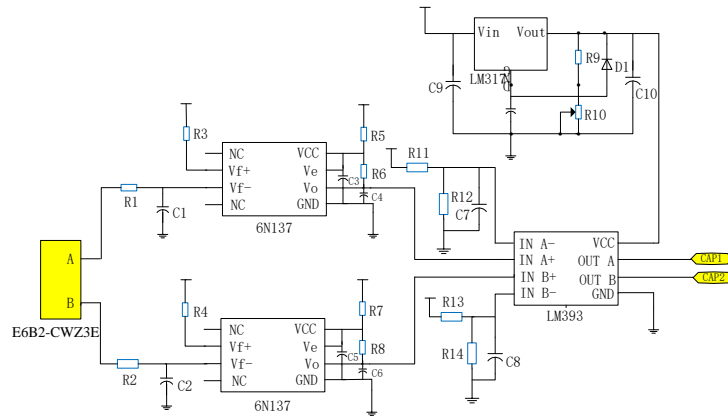 Vin Vout
LM317
R9
D1
C9
C10
R10
R3
R5
NC VCC
Vf+ Ve
Vf- Vo
NC GND
6N137
R6
C3
C4
R1
C1
R11
R12
C7
IN A- VCC
IN A+ OUT A
IN B+ OUT B
IN B- GND
LM393
CAP1
CAP2
A
B
E6B2-CWZ3E
R4
R7
NC VCC
Vf+ Ve
Vf- Vo
NC GND
6N137
R8
C5
C6
R2
C2
R13
R14
C8